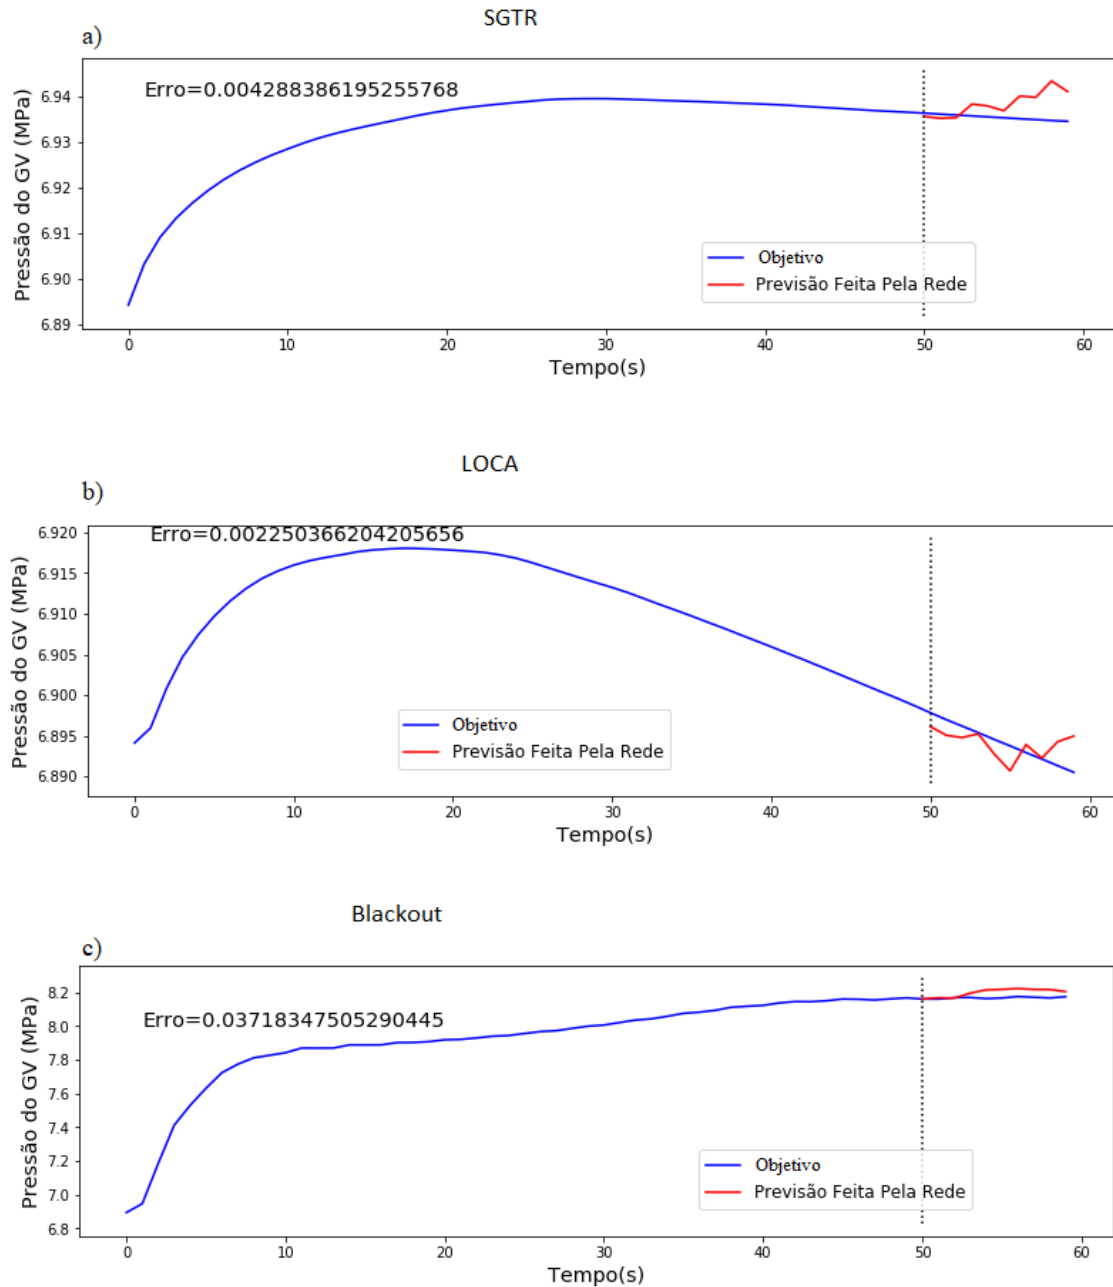 SGTR
a)
Erro=0.004288386195255768
Pressão do GV (MPa)
6.94
6.93
6.92
6.91
6.90
6.89
Objetivo
Previsão Feita Pela Rede
0 10 20 30 40 50 60
Tempo(s)
LOCA
b)
Erro=0.002250366204205656
Pressão do GV (MPa)
6.920
6.915
6.910
6.905
6.900
6.895
6.890
Objetivo
Previsão Feita Pela Rede
0 10 20 30 40 50 60
Tempo(s)
Blackout
c)
Erro=0.03718347505290445
Pressão do GV (MPa)
8.2
8.0
7.8
7.6
7.4
7.2
7.0
6.8
Objetivo
Previsão Feita Pela Rede
0 10 20 30 40 50 60
Tempo(s)